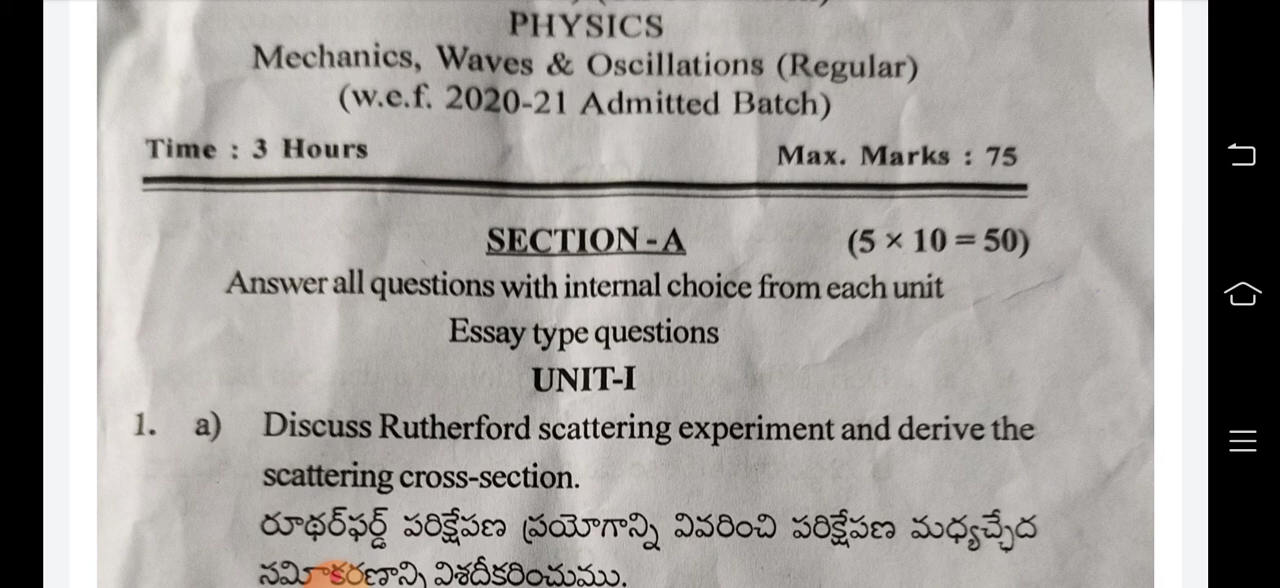 PHYSICS
Mechanics, Waves & Oscillations (Regular)
(w.e.f. 2020-21 Admitted Batch)
Time : 3 Hours
Max. Marks : 75
SECTION - A
(5 × 10 = 50)
Answer all questions with internal choice from each unit
Essay type questions
UNIT-I
1. a) Discuss Rutherford scattering experiment and derive the
scattering cross-section.
రూథర్‌ఫర్డ్ పరిక్షేపణ ప్రయోగాన్ని వివరించి పరిక్షేపణ మధ్యచ్ఛేద
సమీకరణాన్ని విశదీకరించుము.